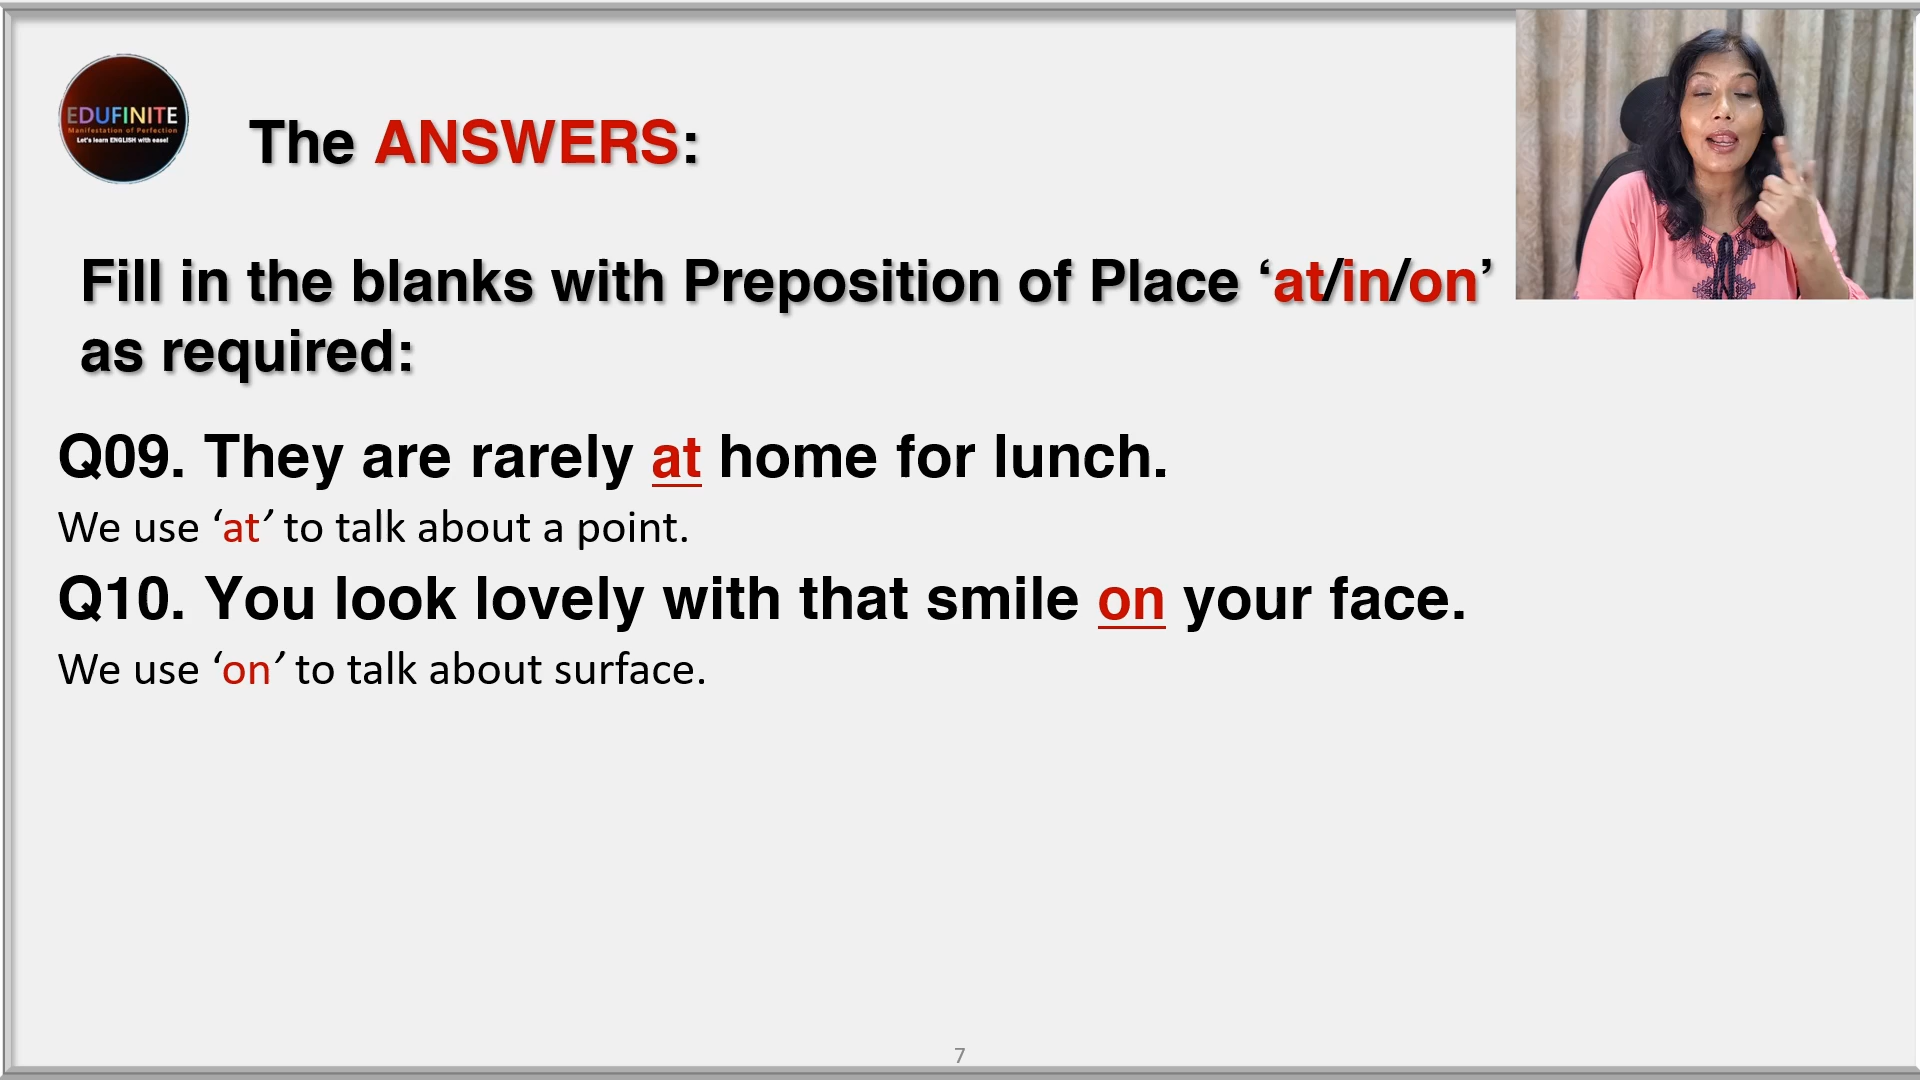 EDUFINITE
Manifestation of Perfection
Let's learn ENGLISH with ease!
The ANSWERS:
Fill in the blanks with Preposition of Place ‘at/in/on’
as required:
Q09. They are rarely at home for lunch.
We use ‘at’ to talk about a point.
Q10. You look lovely with that smile on your face.
We use ‘on’ to talk about surface.
7